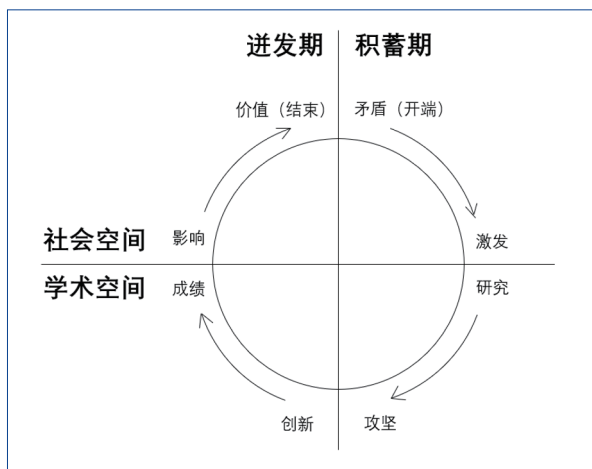 迸发期 积蓄期
价值（结束） 矛盾（开端）
社会空间 影响 激发
学术空间 成绩 研究
创新 攻坚